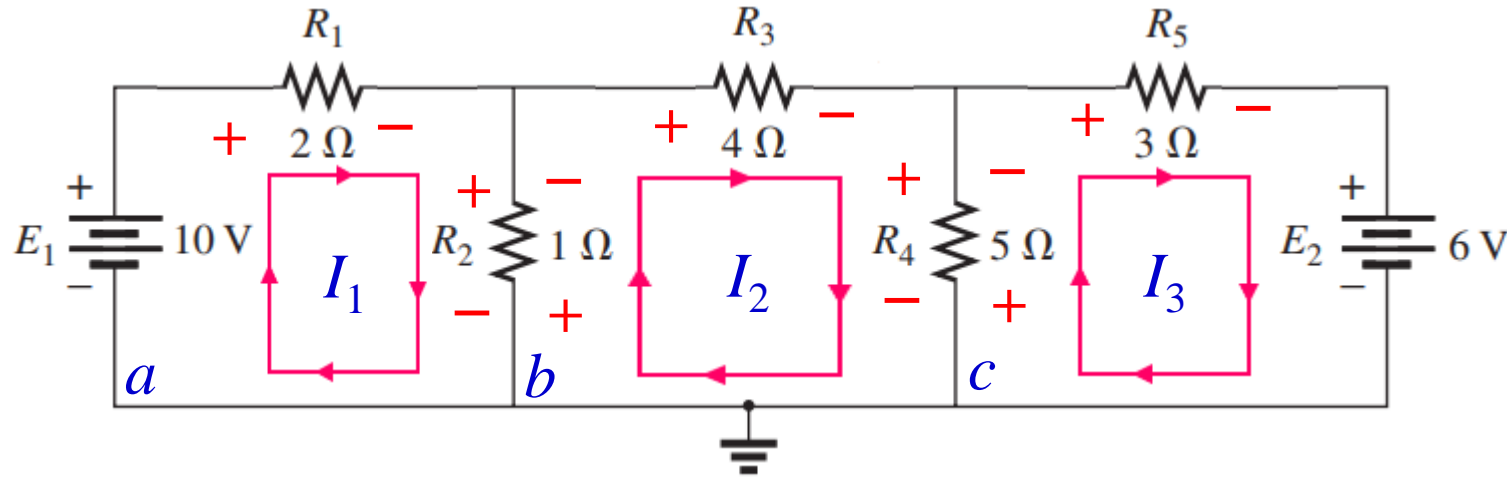 R1 R3 R5
+ − + − + −
2 Ω 4 Ω 3 Ω
+ + − + − +
E1 10 V R2 1 Ω R4 5 Ω E2 6 V
I1 I2 I3
− − + − + −
a b c